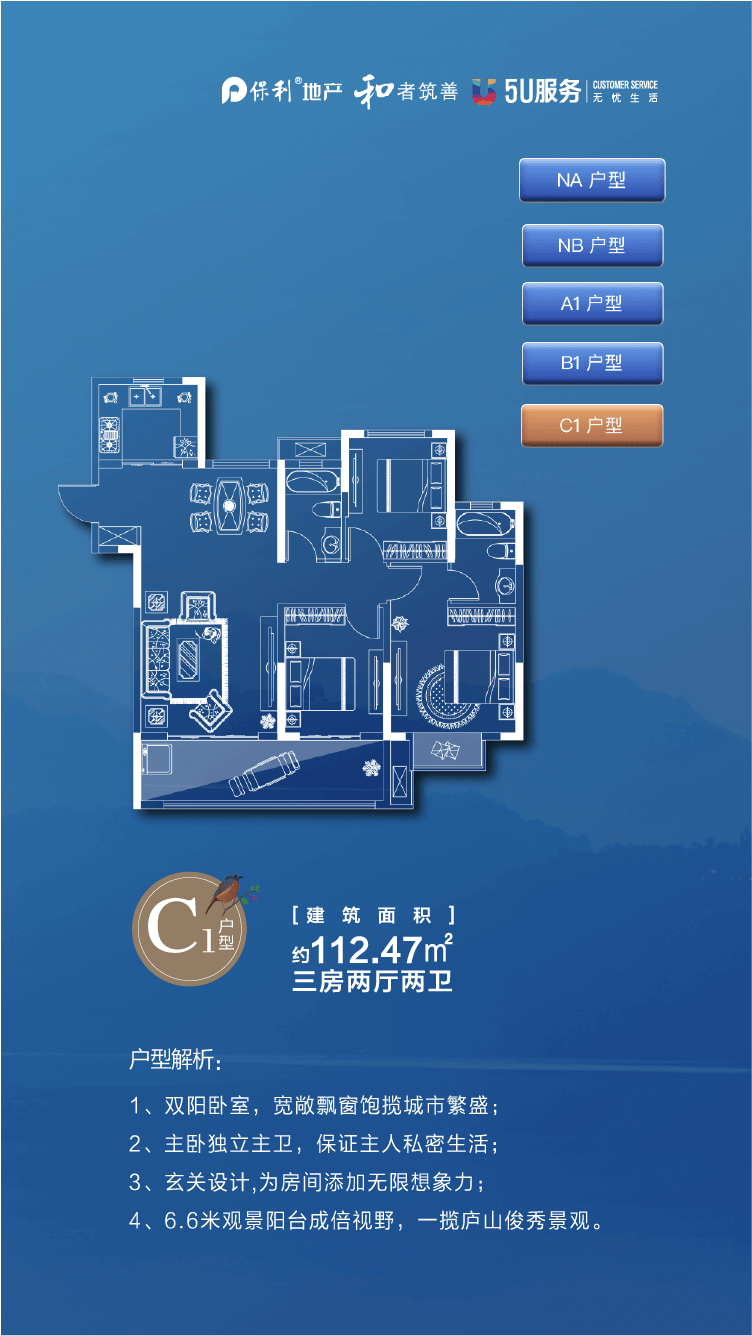 保利®地产 和者筑善 5U服务 CUSTOMER SERVICE
无忧生活
NA 户型
NB 户型
A1 户型
B1 户型
C1 户型
C1户型
[建筑面积]
约112.47㎡
三房两厅两卫
户型解析：
1、双阳卧室，宽敞飘窗饱揽城市繁盛；
2、主卧独立主卫，保证主人私密生活；
3、玄关设计,为房间添加无限想象力；
4、6.6米观景阳台成倍视野，一揽庐山俊秀景观。